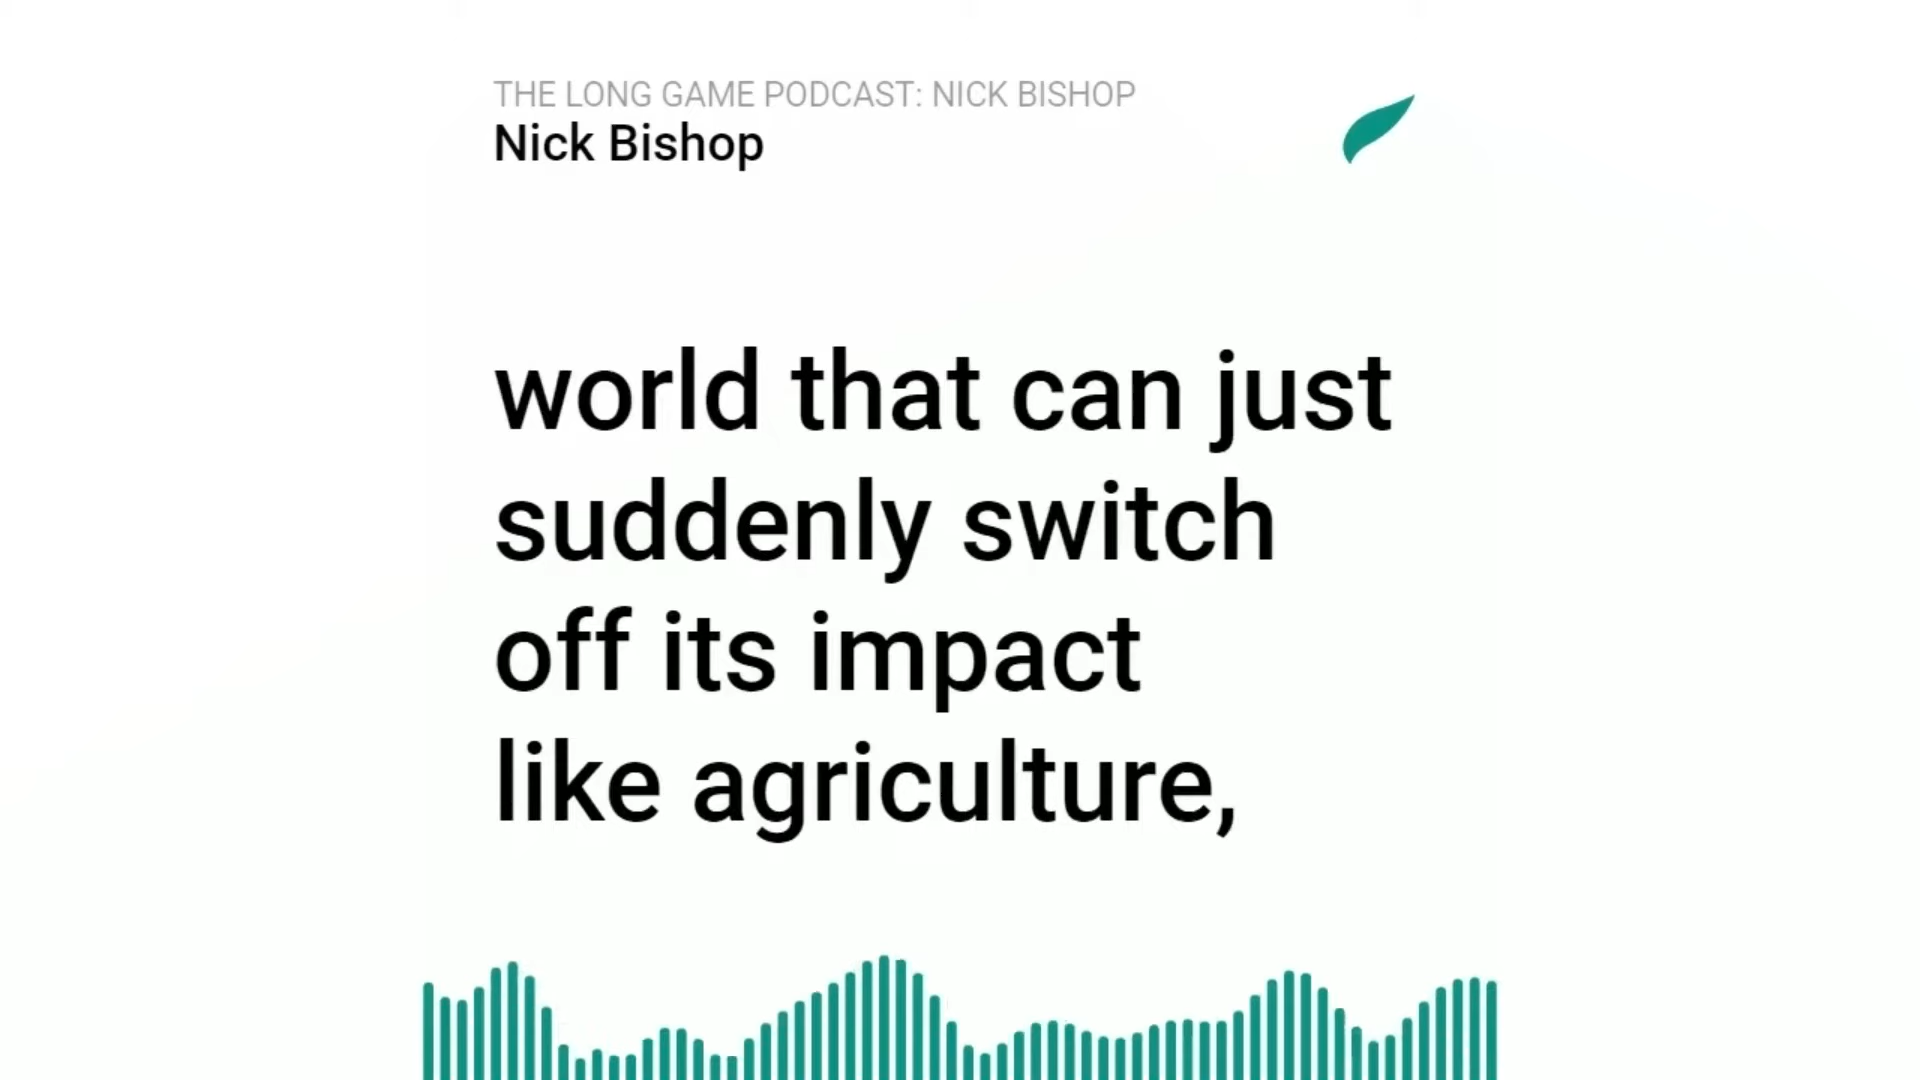 THE LONG GAME PODCAST: NICK BISHOP
Nick Bishop
world that can just
suddenly switch
off its impact
like agriculture,